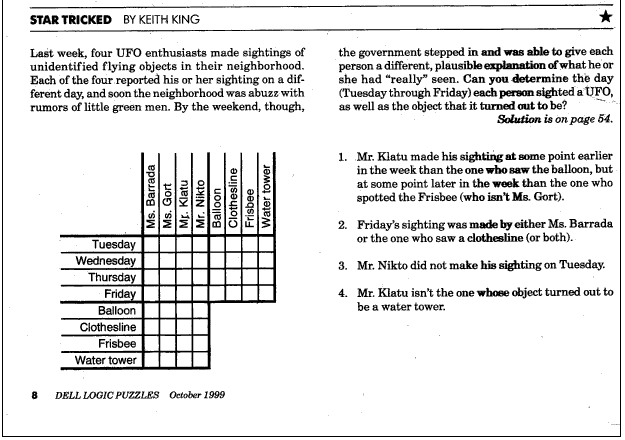 STAR TRICKED BY KEITH KING ★
Last week, four UFO enthusiasts made sightings of
unidentified flying objects in their neighborhood.
Each of the four reported his or her sighting on a dif-
ferent day, and soon the neighborhood was abuzz with
rumors of little green men. By the weekend, though,
the government stepped in and was able to give each
person a different, plausible explanation of what he or
she had “really” seen. Can you determine the day
(Tuesday through Friday) each person sighted a UFO,
as well as the object that it turned out to be?
Solution is on page 54.
Ms. Barrada
Ms. Gort
Mr. Klatu
Mr. Nikto
Balloon
Clothesline
Frisbee
Water tower
Tuesday
Wednesday
Thursday
Friday
Balloon
Clothesline
Frisbee
Water tower
1. Mr. Klatu made his sighting at some point earlier
in the week than the one who saw the balloon, but
at some point later in the week than the one who
spotted the Frisbee (who isn't Ms. Gort).
2. Friday's sighting was made by either Ms. Barrada
or the one who saw a clothesline (or both).
3. Mr. Nikto did not make his sighting on Tuesday.
4. Mr. Klatu isn't the one whose object turned out to
be a water tower.
8 DELL LOGIC PUZZLES October 1999